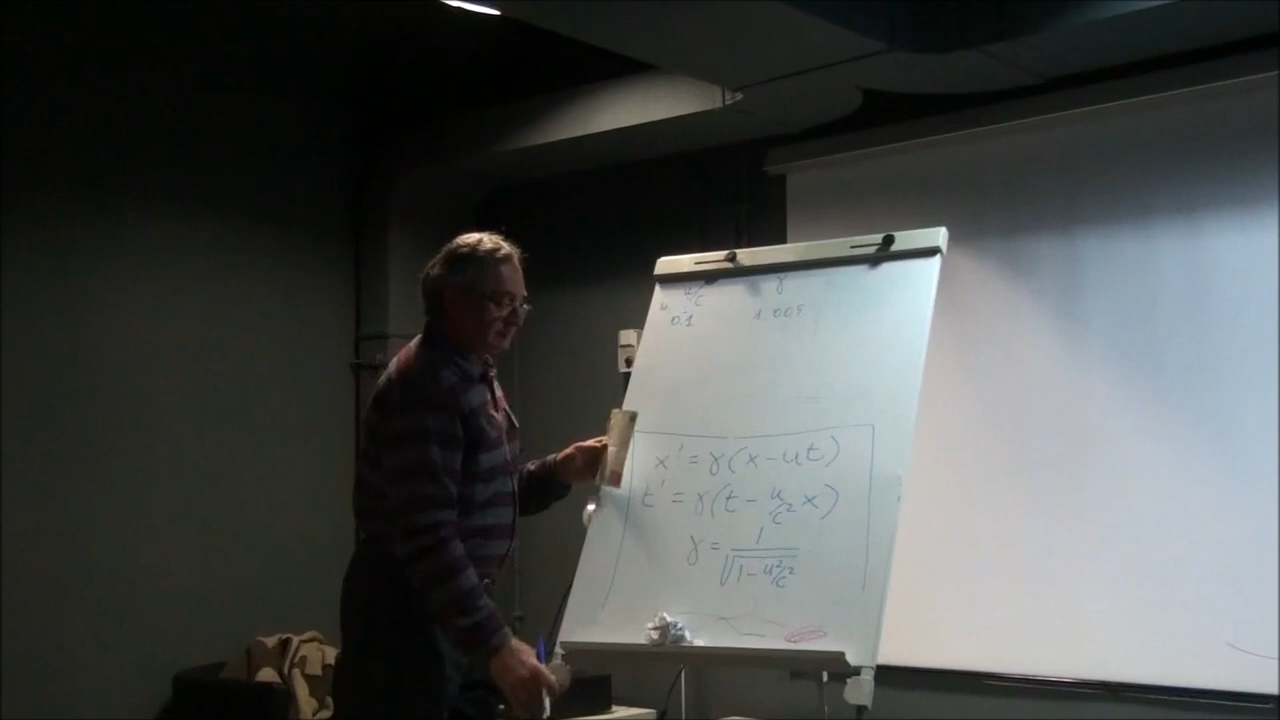 u/c γ
0.1 1.005
x' = γ(x - ut)
t' = γ(t - u/c² x)
γ = 1/√(1 - u²/c²)